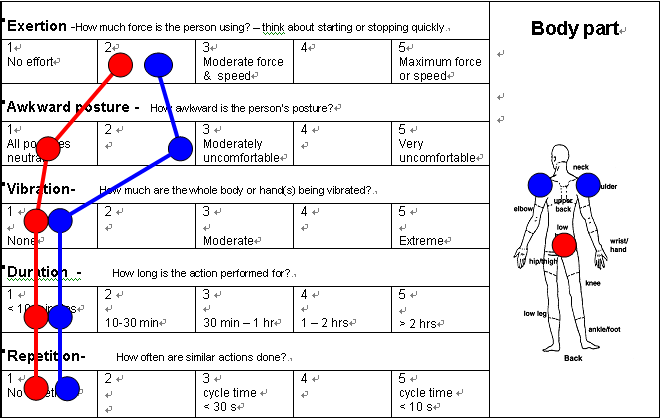 Exertion -How much force is the person using? – think about starting or stopping quickly
1 2 3 4 5
No effort Moderate force Maximum force
& speed or speed
Awkward posture - How awkward is the person's posture?
1 2 3 4 5
All Moderately Very
uncomfortable uncomfortable
Vibration- How much are the whole body or hand(s) being vibrated?
1 2 3 4 5
None Moderate Extreme
Duration - How long is the action performed for?
1 2 3 4 5
< 10 10-30 min 30 min – 1 hr 1 – 2 hrs > 2 hrs
Repetition- How often are similar actions done?
1 2 3 4 5
No cycle time cycle time
< 30 s < 10 s
Body part
neck
elbow
upper
back
low
wrist/
hand
hip/thigh
knee
low leg
ankle/foot
Back